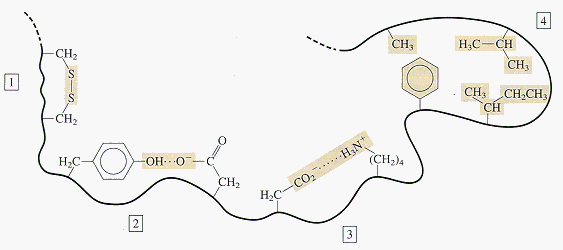 4
CH₃
H₃C—CH
CH₃
CH₂
1
S
S
CH₃
CH₂CH₃
CH
CH₂
H₂C
OH···O⁻
C
O
CH₂
H₂C
CO₂⁻
H₃N⁺
(CH₂)₄
2
3